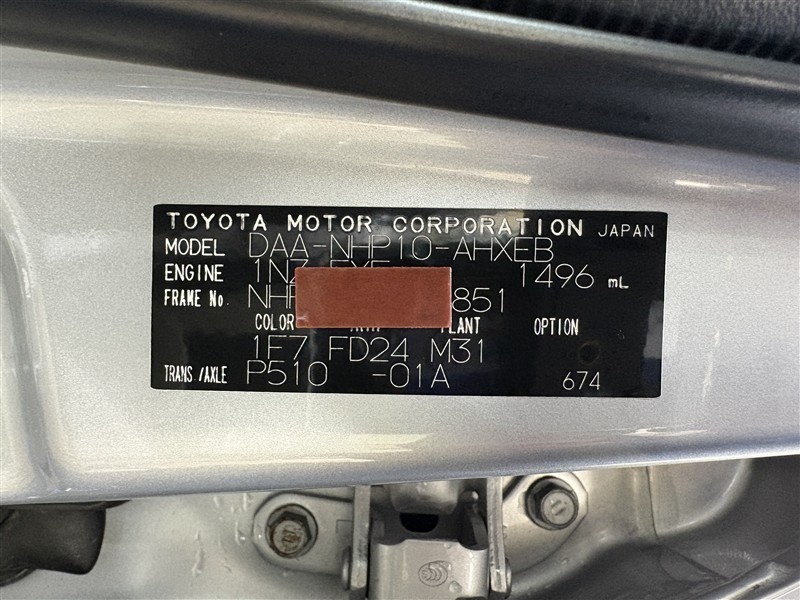 TOYOTA MOTOR CORPORATION JAPAN
MODEL DAA-NHP10-AHXEB
ENGINE 1496 mL
FRAME No. 851
COLOR OPTION
1F7 FD24 M31
TRANS./AXLE P510 -01A 674